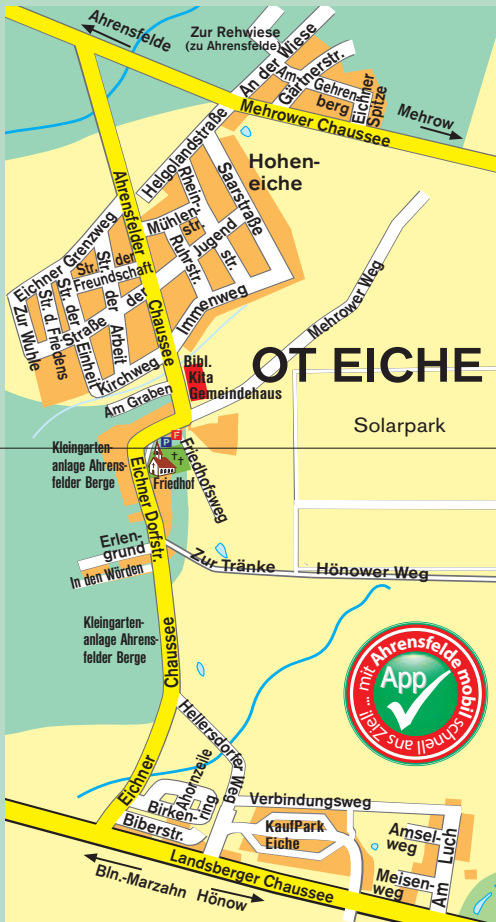 Ahrensfelde
Zur Rehwiese
(zu Ahrensfelde)
An der Wiese
Am
Gehren-
berg
Gärtnerstr.
Eichner
Spitze
Mehrower Chaussee
Mehrow
Helgolandstraße
Hohen-
eiche
Ahrensfelder
Chaussee
Rhein-
str.
Saarstraße
Mühlen-
Ruhrstr.
Jugend
str.
Eichner Grenzweg
Str. der
Freundschaft
Immenweg
Mehrower Weg
Zur Wuhle
Str. d. Friedens
Str. der
Einheit
Str. der
Arbeit
Straße der
Kirchweg
Am Graben
Bibl.
Kita
Gemeindehaus
OT EICHE
Solarpark
Kleingarten-
anlage Ahrens-
felder Berge
P
F
Friedhof
Friedhofsweg
Eichner Dorfstr.
Erlen-
grund
In den Wörden
Zur Tränke
Hönower Weg
Kleingarten-
anlage Ahrens-
felder Berge
... mit Ahrensfelde mobil schnell ans Ziel!
App
Eichner
Chaussee
Hellersdorfer Weg
Ahornzeile
Birken-
ring
Biberstr.
Verbindungsweg
KaufPark
Eiche
Amsel-
weg
Meisen-
weg
Am Luch
Landsberger Chaussee
Bln.-Marzahn
Hönow